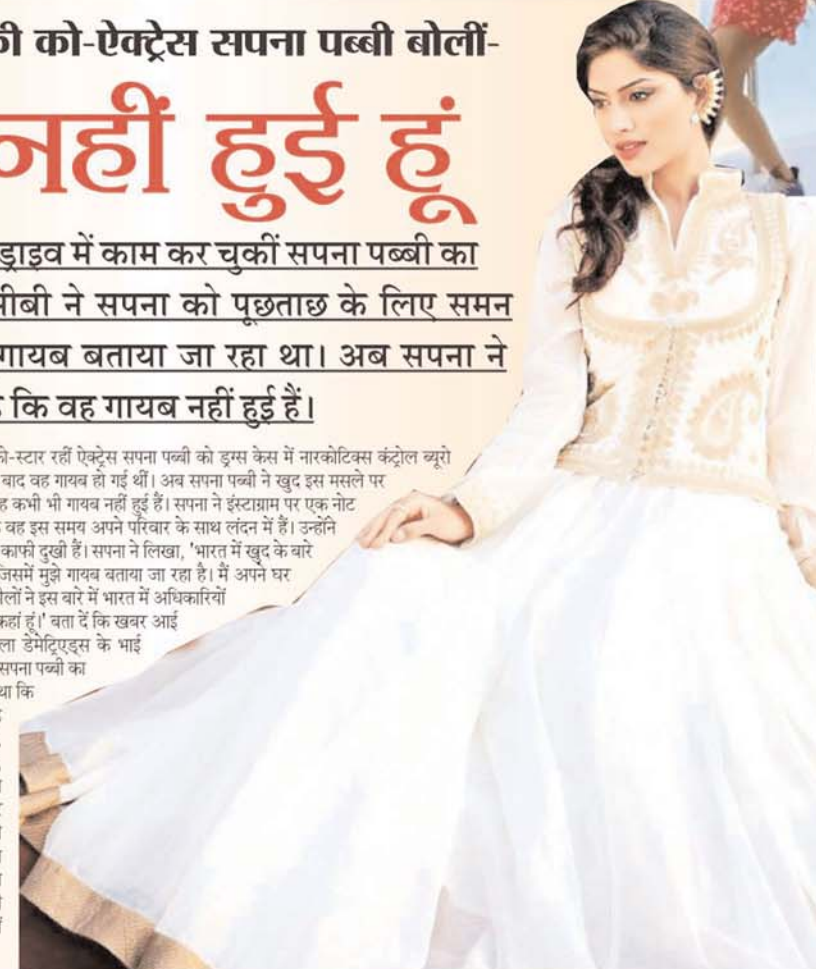 की को-ऐक्ट्रेस सपना पब्बी बोलीं-
नहीं हुई हूं
ड्राइव में काम कर चुकीं सपना पब्बी का
ने सपना को पूछताछ के लिए समन
गायब बताया जा रहा था। अब सपना ने
कि वह गायब नहीं हुई हैं।
को-स्टार रहीं ऐक्ट्रेस सपना पब्बी को ड्रग्स केस में नारकोटिक्स कंट्रोल ब्यूरो
बाद वह गायब हो गई थीं। अब सपना पब्बी ने खुद इस मसले पर
कभी भी गायब नहीं हुई हैं। सपना ने इंस्टाग्राम पर एक नोट
वह इस समय अपने परिवार के साथ लंदन में हैं। उन्होंने
काफी दुखी हैं। सपना ने लिखा, 'भारत में खुद के बारे
जिसमें मुझे गायब बताया जा रहा है। मैं अपने घर
ने इस बारे में भारत में अधिकारियों
कहां हूं।' बता दें कि खबर आई
डेमेट्रिएड्स के भाई
सपना पब्बी का
था कि